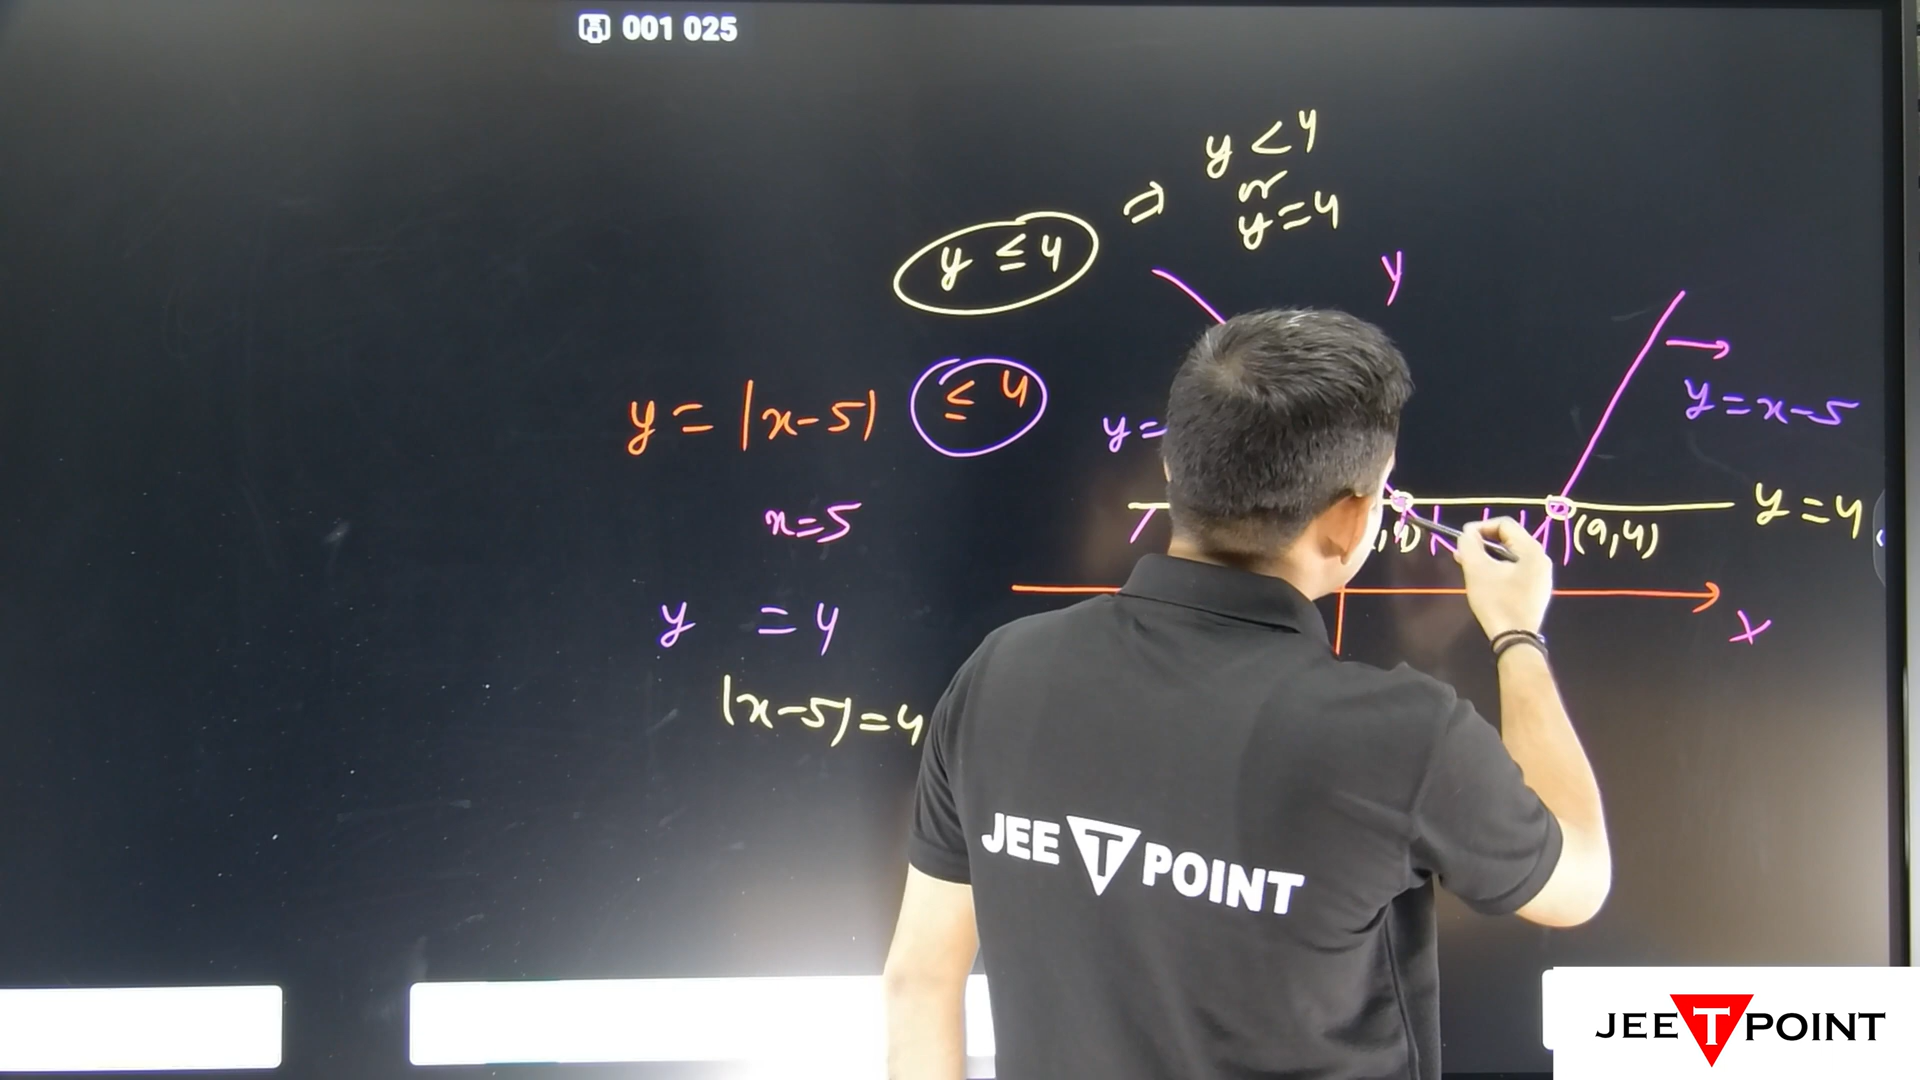 001 025
y < 4
or
y = 4
y ≤ 4 ⇒
y
y = |x-5| ≤ 4
y =
y = x-5
x=5
y = 4
(9,4)
y = 4
x
|x-5| = 4
JEE T POINT
JEE T POINT